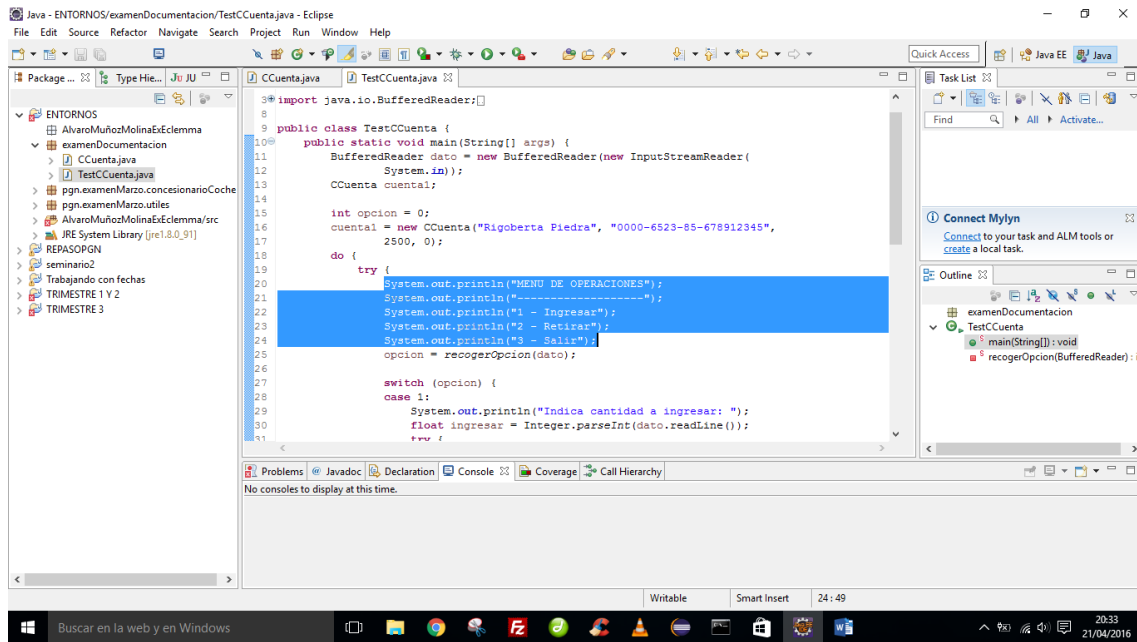 Java - ENTORNOS/examenDocumentacion/TestCCuenta.java - Eclipse
File Edit Source Refactor Navigate Search Project Run Window Help
Quick Access
Java EE
Java
Package ...
Type Hie...
JUnit
CCuenta.java
TestCCuenta.java
Task List
ENTORNOS
AlvaroMuñozMolinaExEclemma
examenDocumentacion
CCuenta.java
TestCCuenta.java
pgn.examenMarzo.concesionarioCoche
pgn.examenMarzo.utiles
AlvaroMuñozMolinaExEclemma/src
JRE System Library [jre1.8.0_91]
REPASOPGN
seminario2
Trabajando con fechas
TRIMESTRE 1 Y 2
TRIMESTRE 3
3 import java.io.BufferedReader;
8
9 public class TestCCuenta {
10 public static void main(String[] args) {
11 BufferedReader dato = new BufferedReader(new InputStreamReader(
12 System.in));
13 CCuenta cuenta1;
14
15 int opcion = 0;
16 cuenta1 = new CCuenta("Rigoberta Piedra", "0000-6523-85-678912345",
17 2500, 0);
18 do {
19 try {
20 System.out.println("MENU DE OPERACIONES");
21 System.out.println("-------------------");
22 System.out.println("1 - Ingresar");
23 System.out.println("2 - Retirar");
24 System.out.println("3 - Salir");
25 opcion = recogerOpcion(dato);
26
27 switch (opcion) {
28 case 1:
29 System.out.println("Indica cantidad a ingresar: ");
30 float ingresar = Integer.parseInt(dato.readLine());
31 try {
Find
All
Activate...
Connect Mylyn
Connect to your task and ALM tools or
create a local task.
Outline
examenDocumentacion
TestCCuenta
main(String[]) : void
recogerOpcion(BufferedReader) : i
Problems
@ Javadoc
Declaration
Console
Coverage
Call Hierarchy
No consoles to display at this time.
Writable
Smart Insert
24 : 49
Buscar en la web y en Windows
20:33
21/04/2016